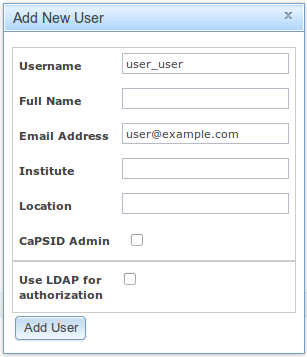 Add New User x
Username user_user
Full Name
Email Address user@example.com
Institute
Location
CaPSID Admin
Use LDAP for
authorization
Add User